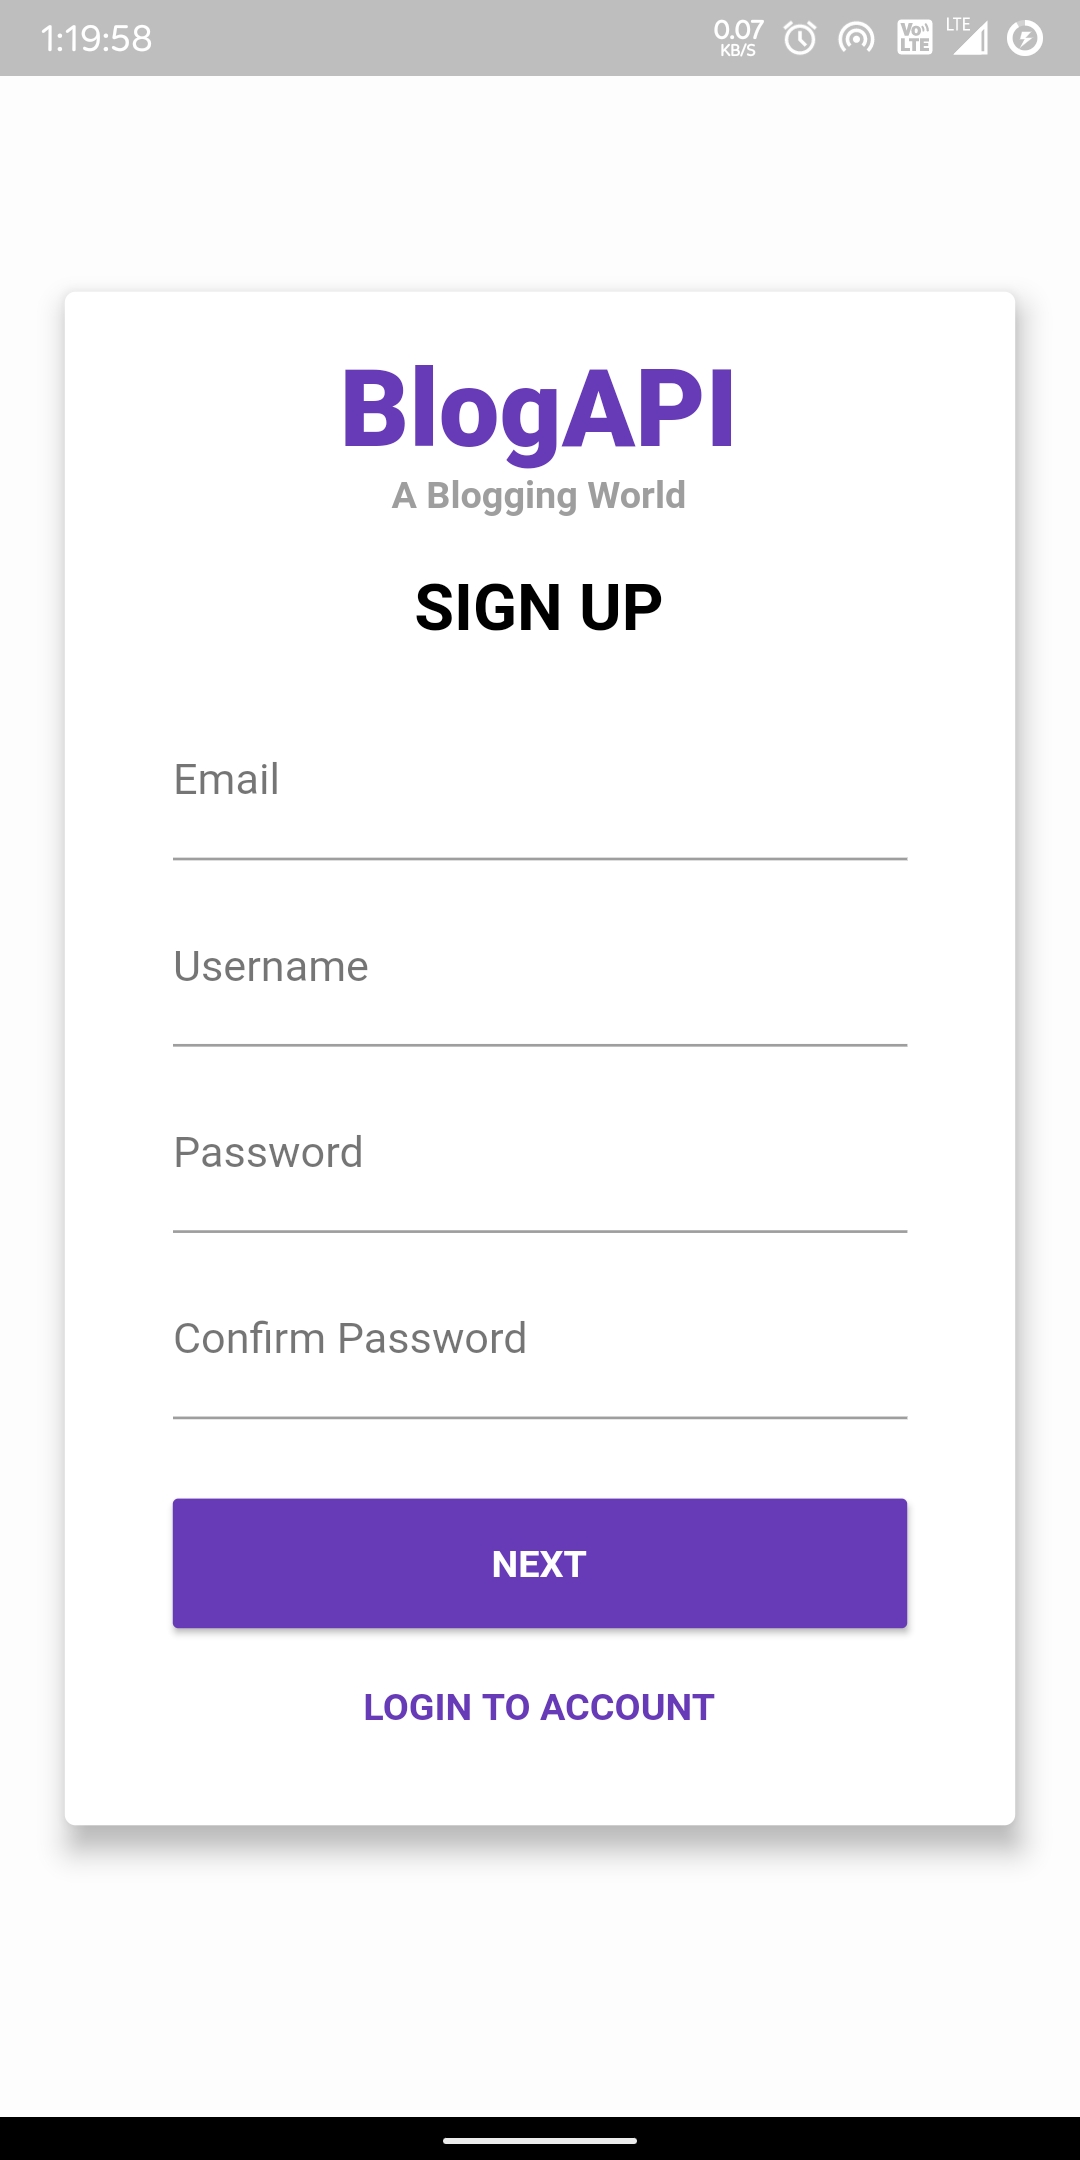 1:19:58 0.07 KB/S Vo LTE LTE
BlogAPI
A Blogging World
SIGN UP
Email
Username
Password
Confirm Password
NEXT
LOGIN TO ACCOUNT